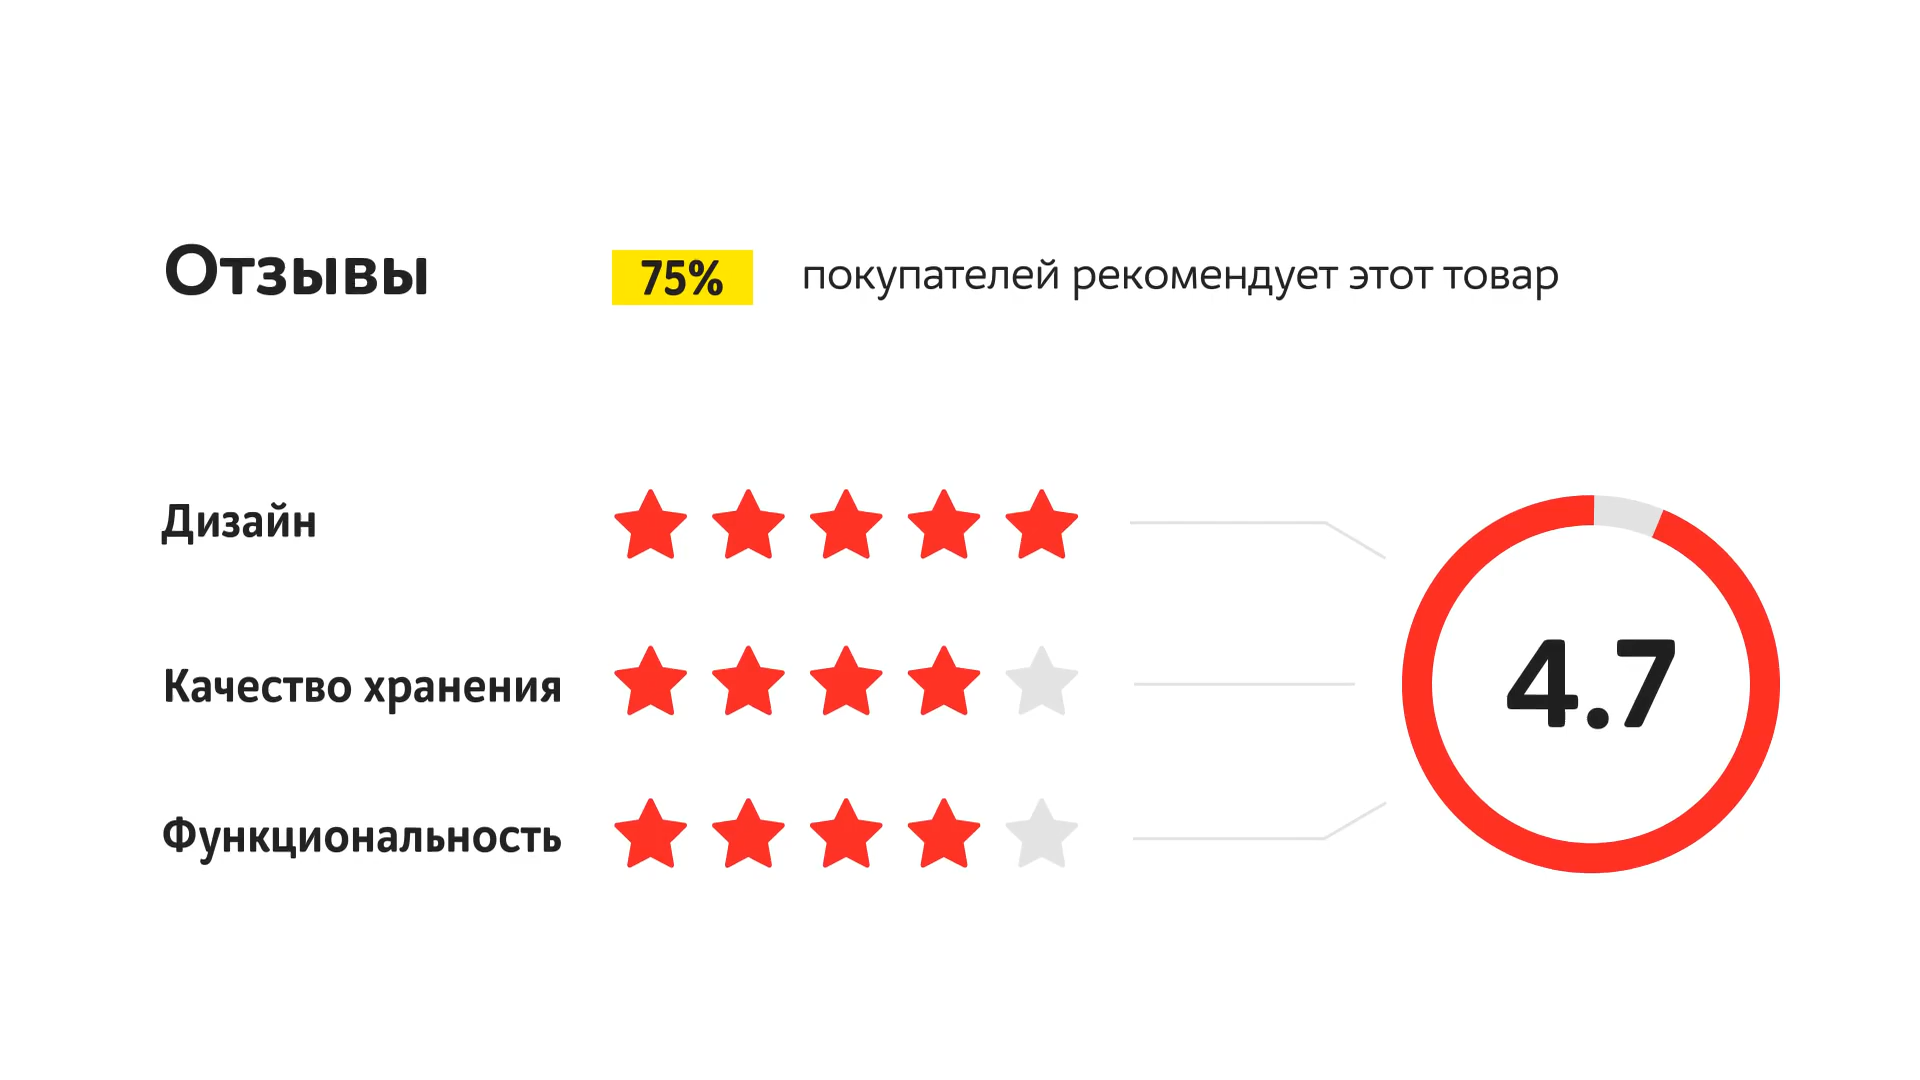 Отзывы
75% покупателей рекомендует этот товар
Дизайн
Качество хранения
Функциональность
4.7